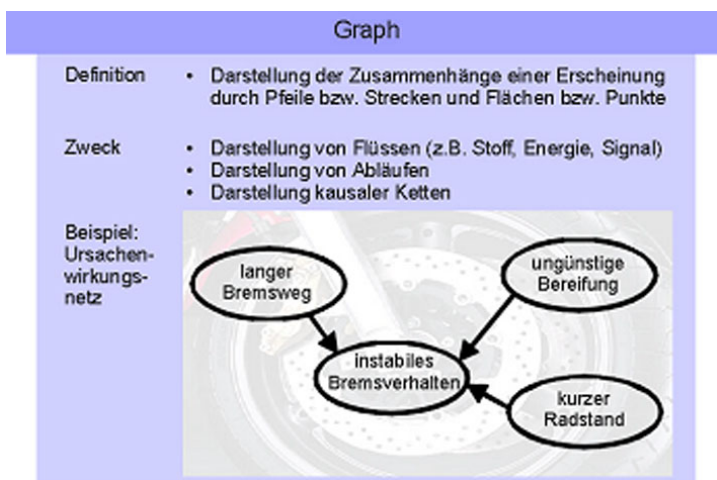 Graph
Definition
• Darstellung der Zusammenhänge einer Erscheinung
durch Pfeile bzw. Strecken und Flächen bzw. Punkte
Zweck
• Darstellung von Flüssen (z.B. Stoff, Energie, Signal)
• Darstellung von Abläufen
• Darstellung kausaler Ketten
Beispiel:
Ursachen-
wirkungs-
netz
langer
Bremsweg
ungünstige
Bereifung
instabiles
Bremsverhalten
kurzer
Radstand